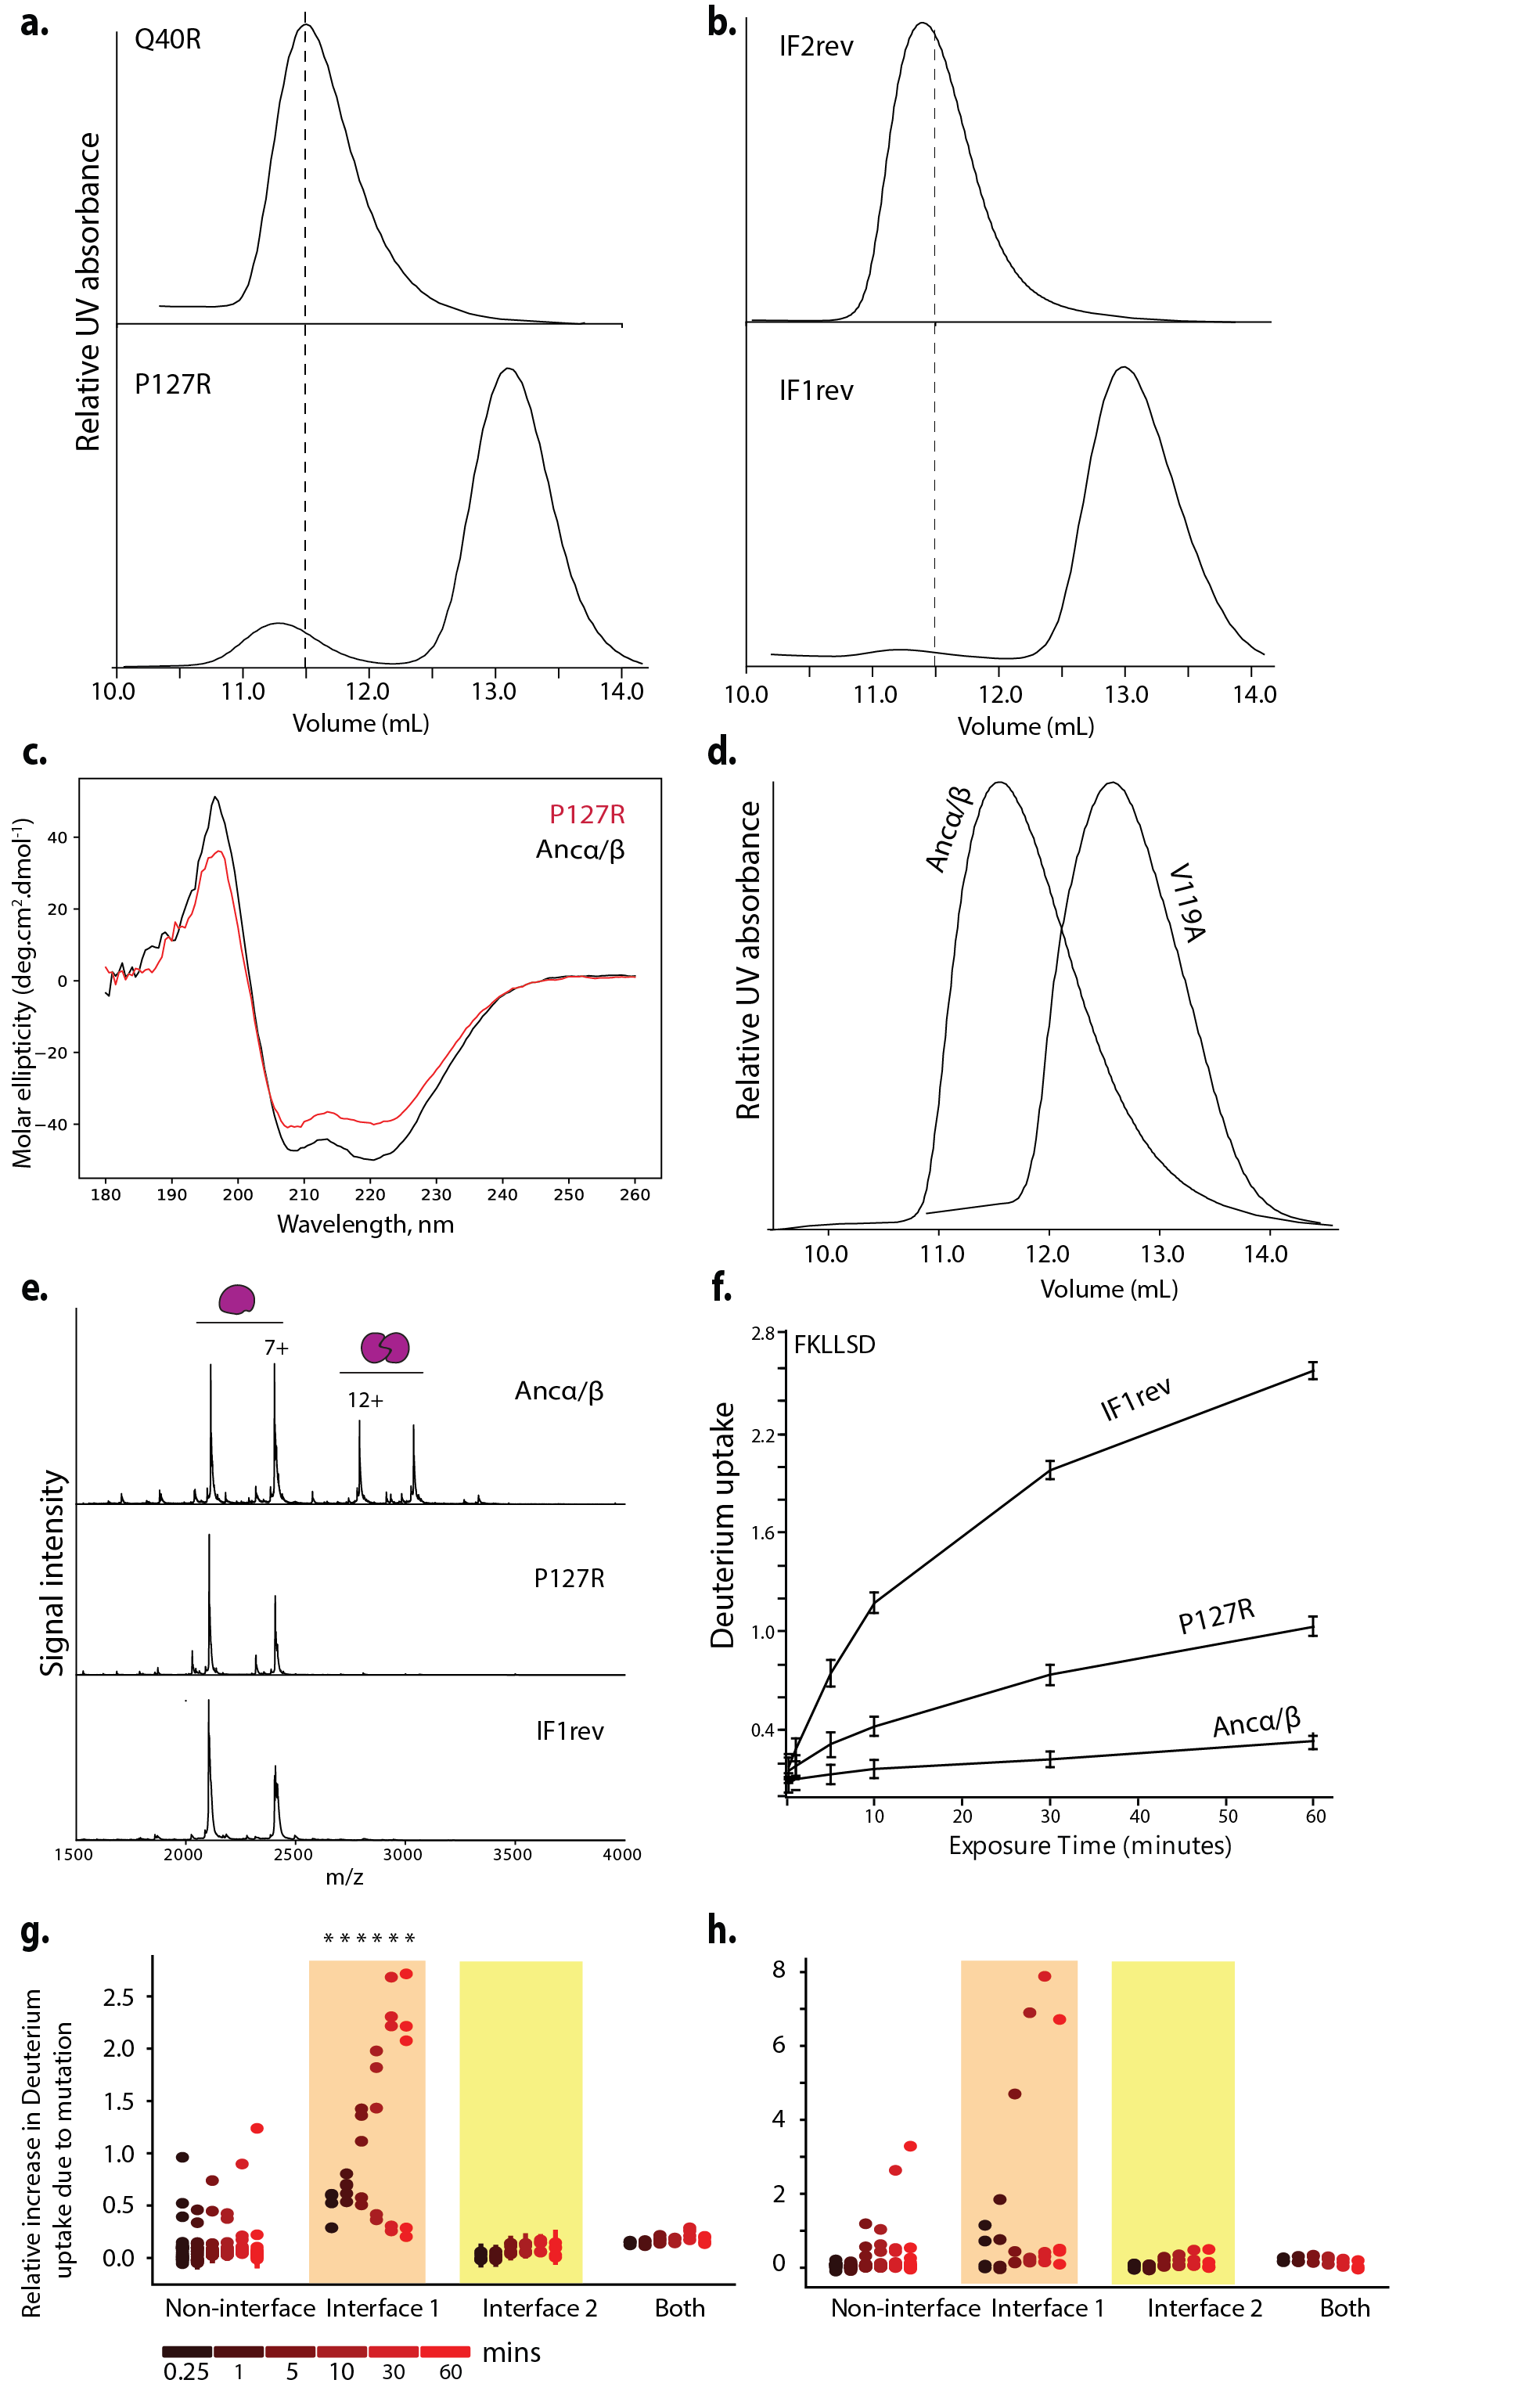 a.
Q40R
P127R
Relative UV absorbance
10.0 11.0 12.0 13.0 14.0
Volume (mL)
b.
IF2rev
IF1rev
10.0 11.0 12.0 13.0 14.0
Volume (mL)
c.
P127R
Ancα/β
Molar ellipticity (deg.cm².dmol⁻¹)
40
20
0
−20
−40
180 190 200 210 220 230 240 250 260
Wavelength, nm
d.
Ancα/β
V119A
Relative UV absorbance
10.0 11.0 12.0 13.0 14.0
Volume (mL)
e.
7+
12+
Ancα/β
P127R
IF1rev
Signal intensity
1500 2000 2500 3000 3500 4000
m/z
f.
FKLLSD
2.8
2.2
1.6
1.0
0.4
Deuterium uptake
IF1rev
P127R
Ancα/β
10 20 30 40 50 60
Exposure Time (minutes)
g.
* * * * * *
Relative increase in Deuterium
uptake due to mutation
2.5
2.0
1.5
1.0
0.5
0.0
Non-interface Interface 1 Interface 2 Both
0.25 1 5 10 30 60 mins
h.
8
6
4
2
0
Non-interface Interface 1 Interface 2 Both